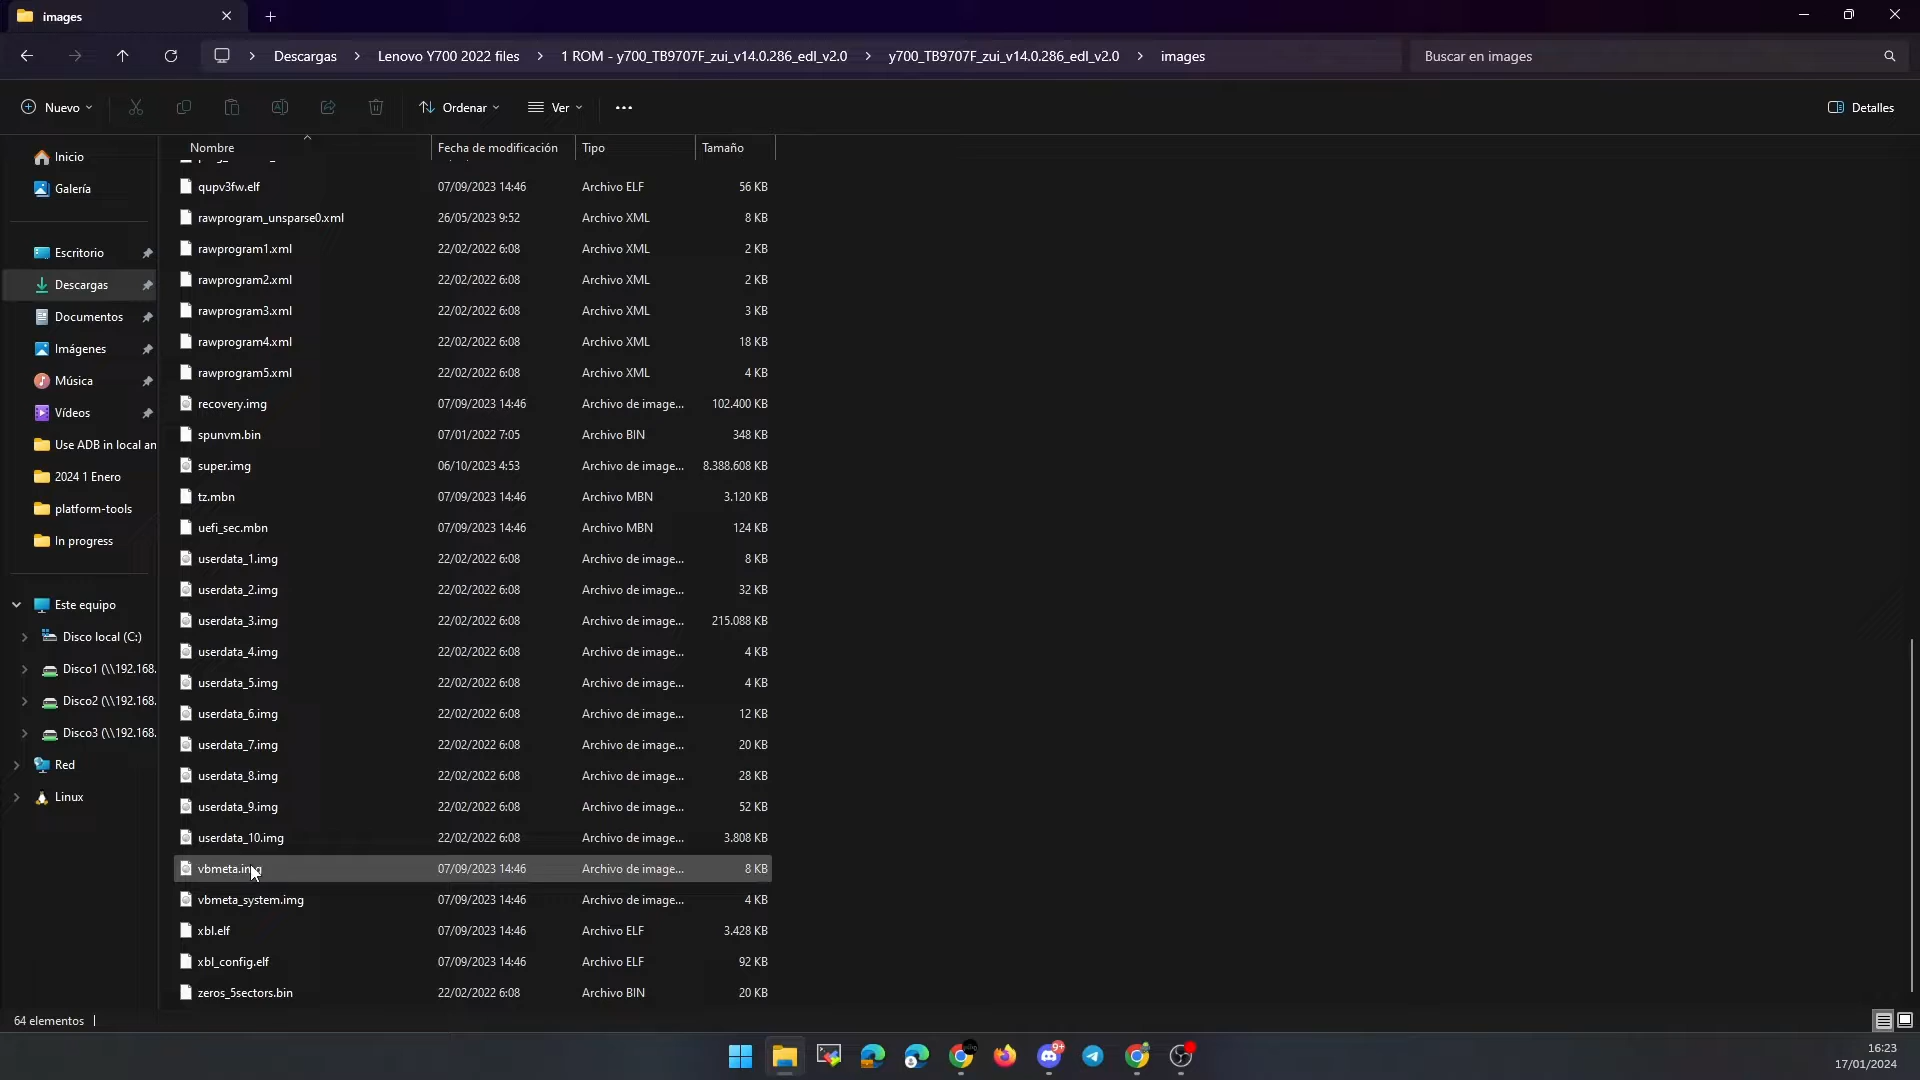 images
Descargas > Lenovo Y700 2022 files > 1 ROM - y700_TB9707F_zui_v14.0.286_edl_v2.0 > y700_TB9707F_zui_v14.0.286_edl_v2.0 > images
Buscar en images
Nuevo
Ordenar
Ver
Detalles
Inicio
Galería
Escritorio
Descargas
Documentos
Imágenes
Música
Vídeos
Use ADB in local an
2024 1 Enero
platform-tools
In progress
Este equipo
Disco local (C:)
Disco1 (\\192.168.
Disco2 (\\192.168.
Disco3 (\\192.168.
Red
Linux
Nombre Fecha de modificación Tipo Tamaño
qupv3fw.elf 07/09/2023 14:46 Archivo ELF 56 KB
rawprogram_unsparse0.xml 26/05/2023 9:52 Archivo XML 8 KB
rawprogram1.xml 22/02/2022 6:08 Archivo XML 2 KB
rawprogram2.xml 22/02/2022 6:08 Archivo XML 2 KB
rawprogram3.xml 22/02/2022 6:08 Archivo XML 3 KB
rawprogram4.xml 22/02/2022 6:08 Archivo XML 18 KB
rawprogram5.xml 22/02/2022 6:08 Archivo XML 4 KB
recovery.img 07/09/2023 14:46 Archivo de image... 102.400 KB
spunvm.bin 07/01/2022 7:05 Archivo BIN 348 KB
super.img 06/10/2023 4:53 Archivo de image... 8.388.608 KB
tz.mbn 07/09/2023 14:46 Archivo MBN 3.120 KB
uefi_sec.mbn 07/09/2023 14:46 Archivo MBN 124 KB
userdata_1.img 22/02/2022 6:08 Archivo de image... 8 KB
userdata_2.img 22/02/2022 6:08 Archivo de image... 32 KB
userdata_3.img 22/02/2022 6:08 Archivo de image... 215.088 KB
userdata_4.img 22/02/2022 6:08 Archivo de image... 4 KB
userdata_5.img 22/02/2022 6:08 Archivo de image... 4 KB
userdata_6.img 22/02/2022 6:08 Archivo de image... 12 KB
userdata_7.img 22/02/2022 6:08 Archivo de image... 20 KB
userdata_8.img 22/02/2022 6:08 Archivo de image... 28 KB
userdata_9.img 22/02/2022 6:08 Archivo de image... 52 KB
userdata_10.img 22/02/2022 6:08 Archivo de image... 3.808 KB
vbmeta.img 07/09/2023 14:46 Archivo de image... 8 KB
vbmeta_system.img 07/09/2023 14:46 Archivo de image... 4 KB
xbl.elf 07/09/2023 14:46 Archivo ELF 3.428 KB
xbl_config.elf 07/09/2023 14:46 Archivo ELF 92 KB
zeros_5sectors.bin 22/02/2022 6:08 Archivo BIN 20 KB
64 elementos
9+
16:23
17/01/2024